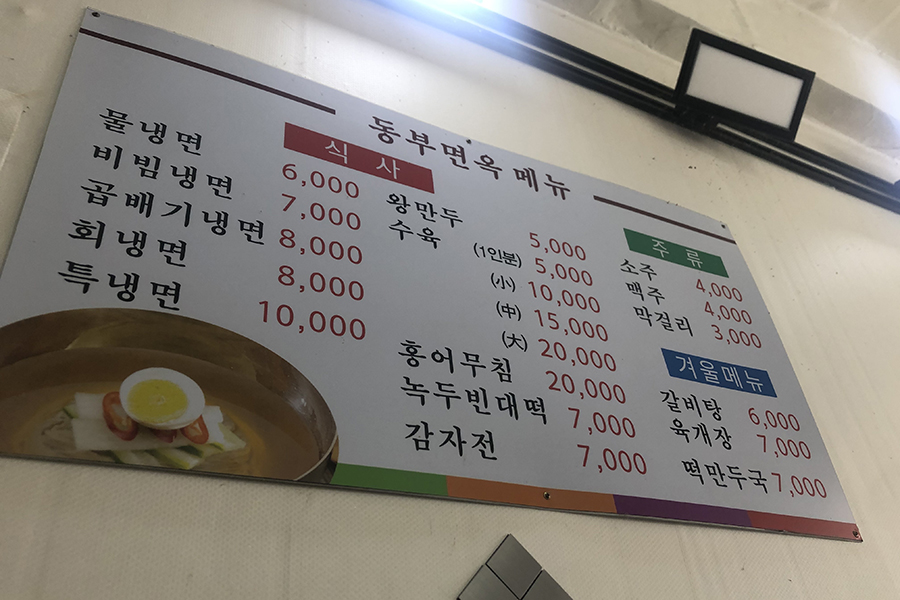 동부면옥메뉴
식사
물냉면 6,000
비빔냉면 7,000
곱배기냉면 8,000
회냉면 8,000
특냉면 10,000
왕만두 5,000
수육 (1인분) 5,000
(小) 10,000
(中) 15,000
(大) 20,000
홍어무침 20,000
녹두빈대떡 7,000
감자전 7,000
주류
소주 4,000
맥주 4,000
막걸리 3,000
겨울메뉴
갈비탕 6,000
육개장 7,000
떡만두국 7,000